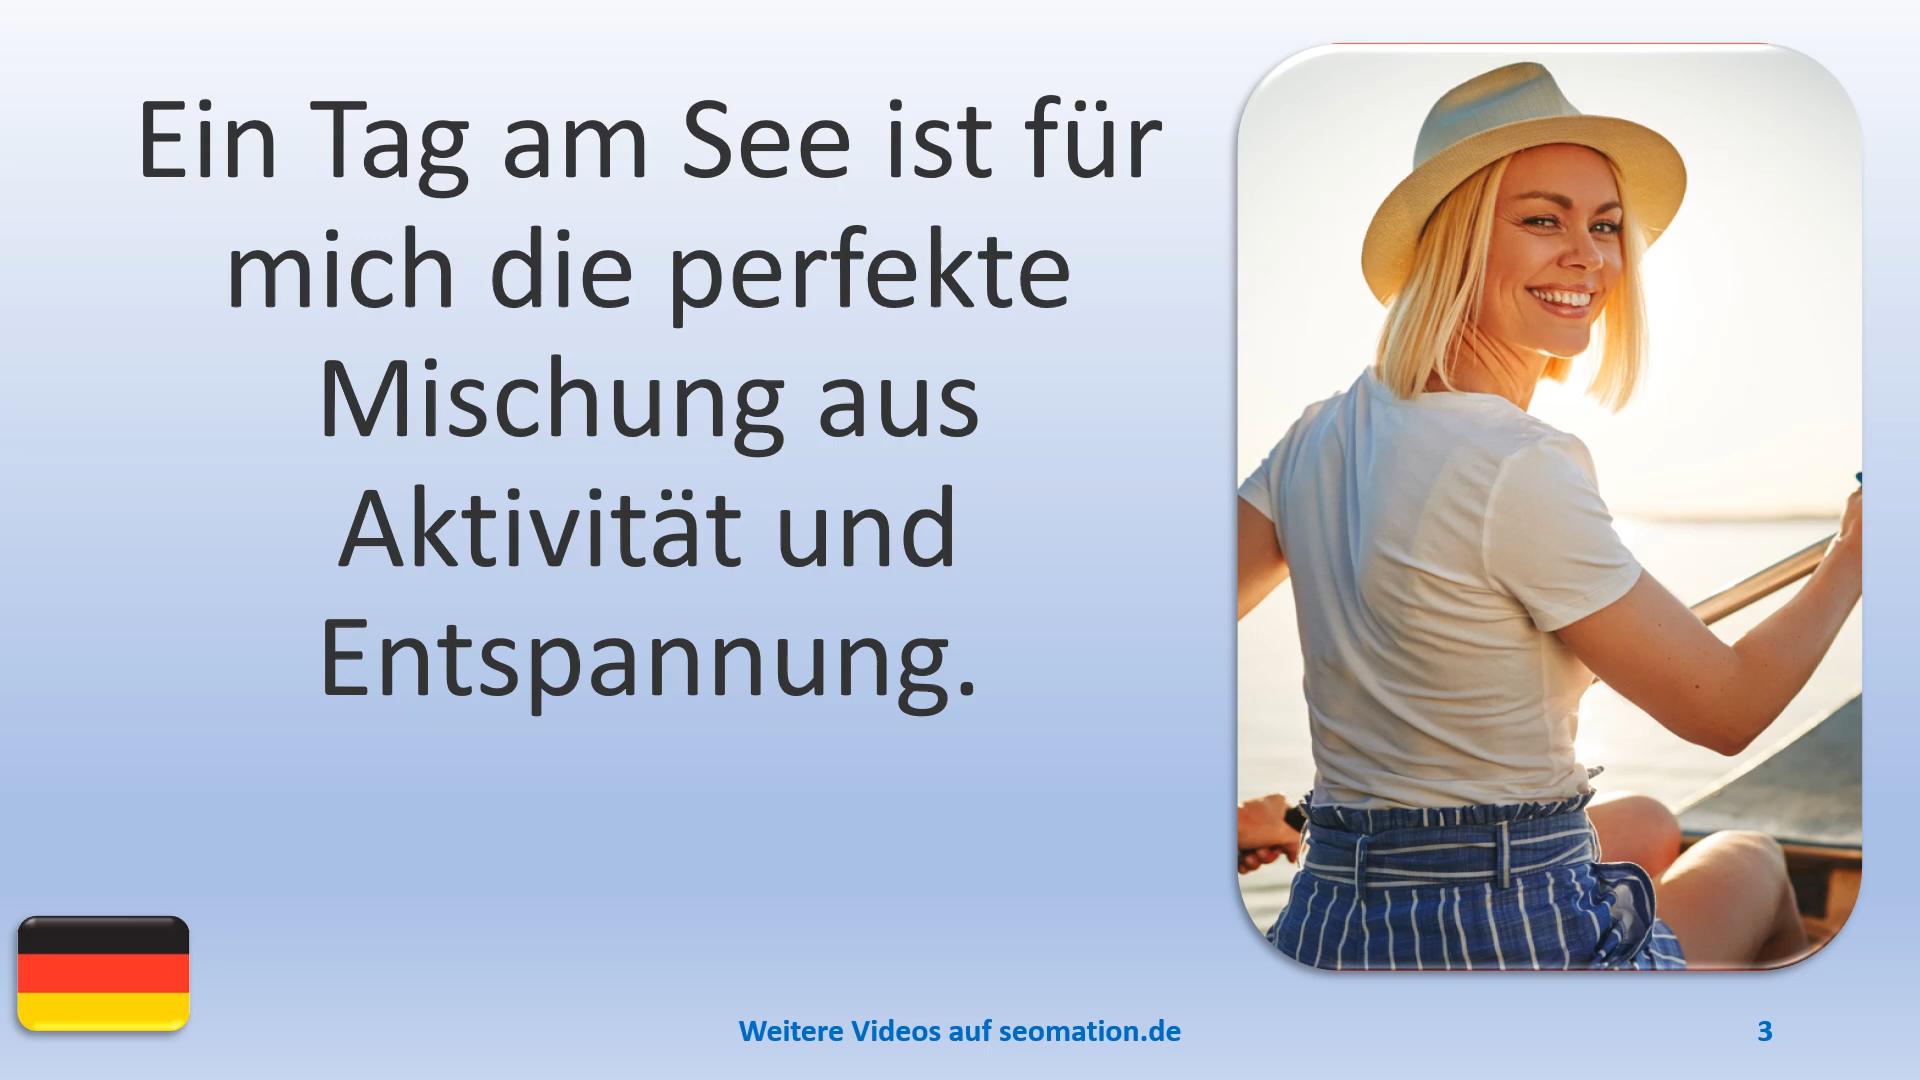 Ein Tag am See ist für
mich die perfekte
Mischung aus
Aktivität und
Entspannung.
Weitere Videos auf seomation.de
3